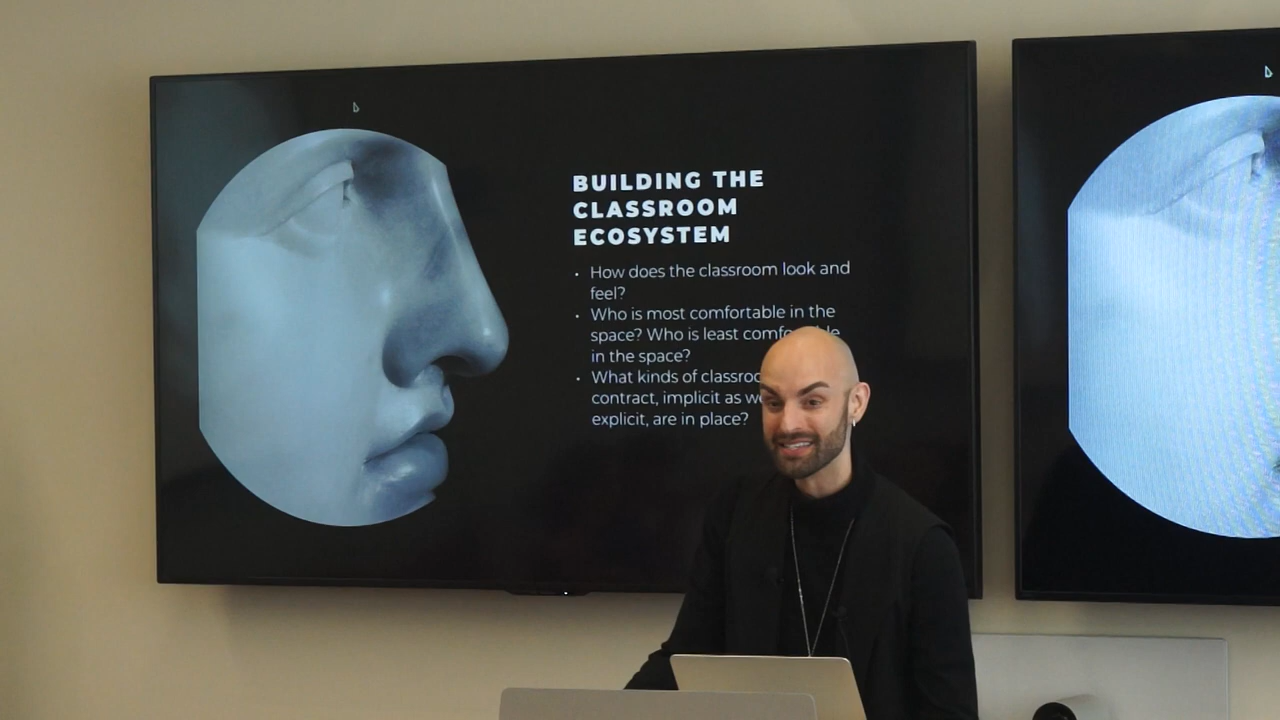 BUILDING THE
CLASSROOM
ECOSYSTEM
• How does the classroom look and
feel?
• Who is most comfortable in the
space? Who is least
in the space?
• What kinds of
contract, implicit as
explicit, are in place?